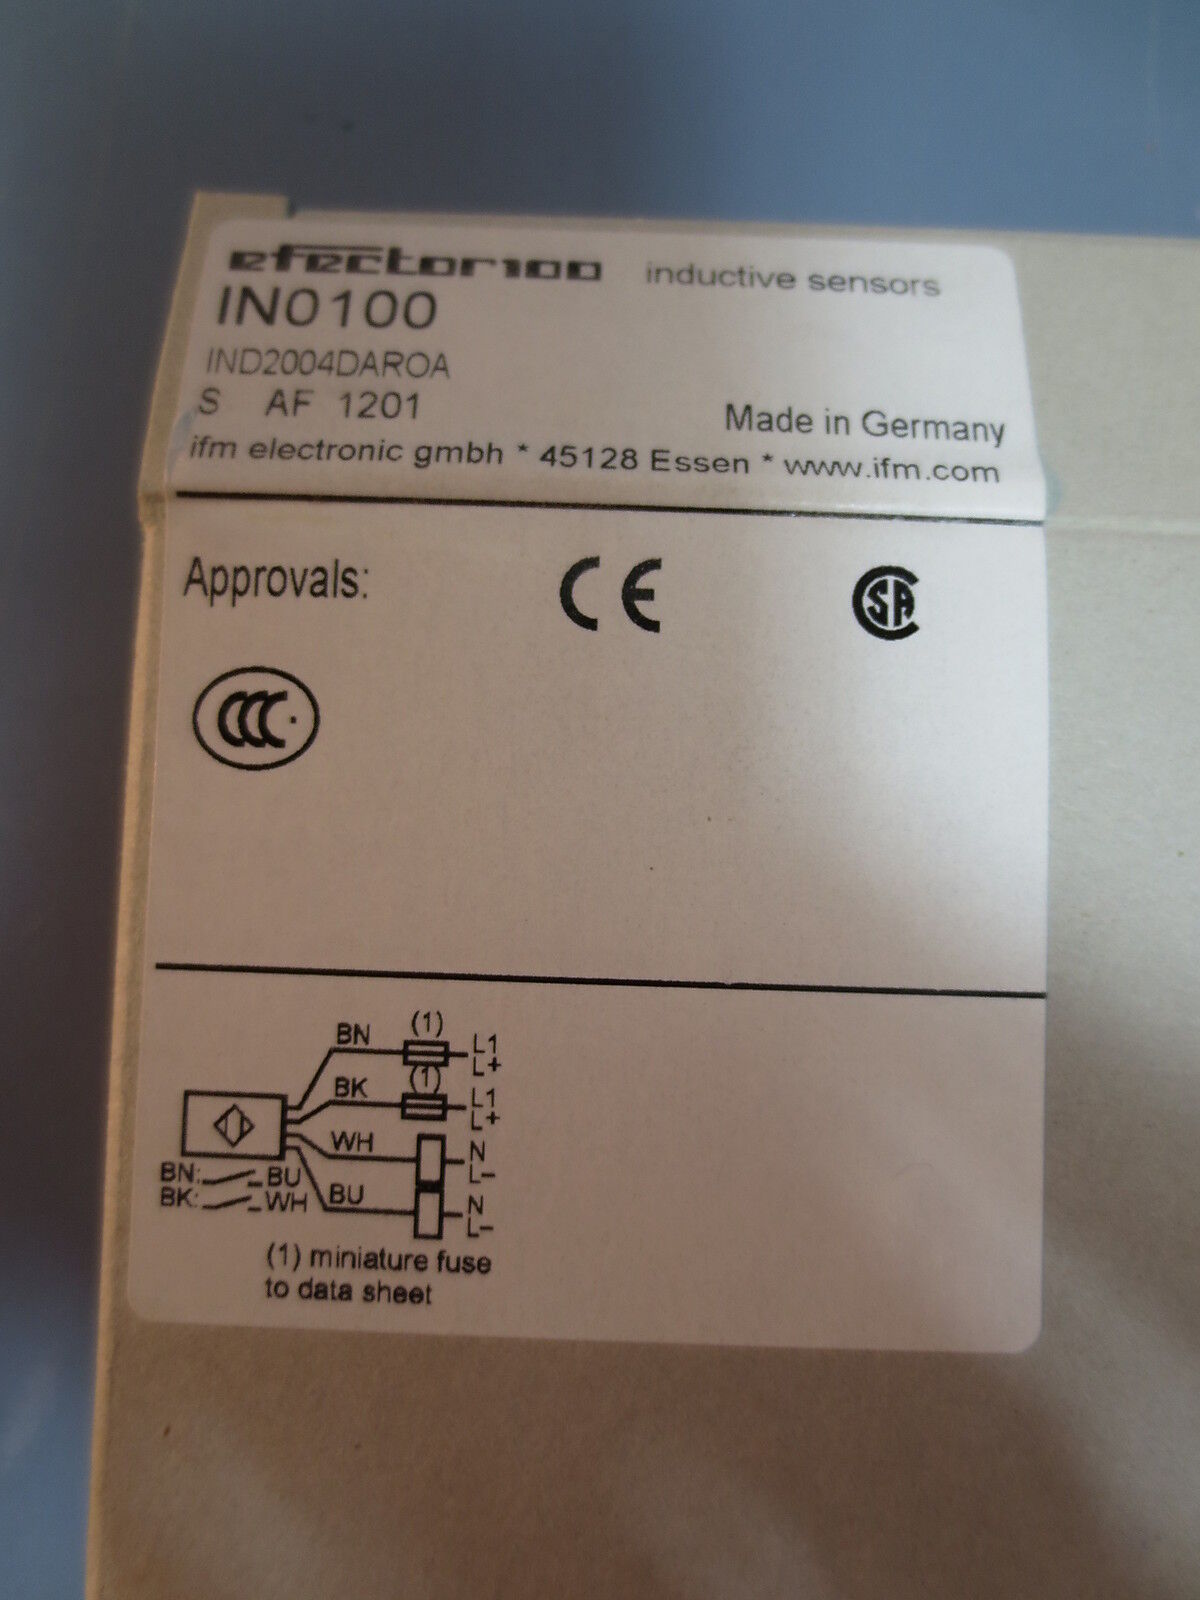 efector100 inductive sensors
IN0100
IND2004DAROA
S AF 1201
Made in Germany
ifm electronic gmbh * 45128 Essen * www.ifm.com
Approvals:
CE
CSA
CCC
BN (1) L1
L+
BK (1) L1
L+
WH N
L–
BU N
L–
BN: BU
BK: WH
(1) miniature fuse
to data sheet